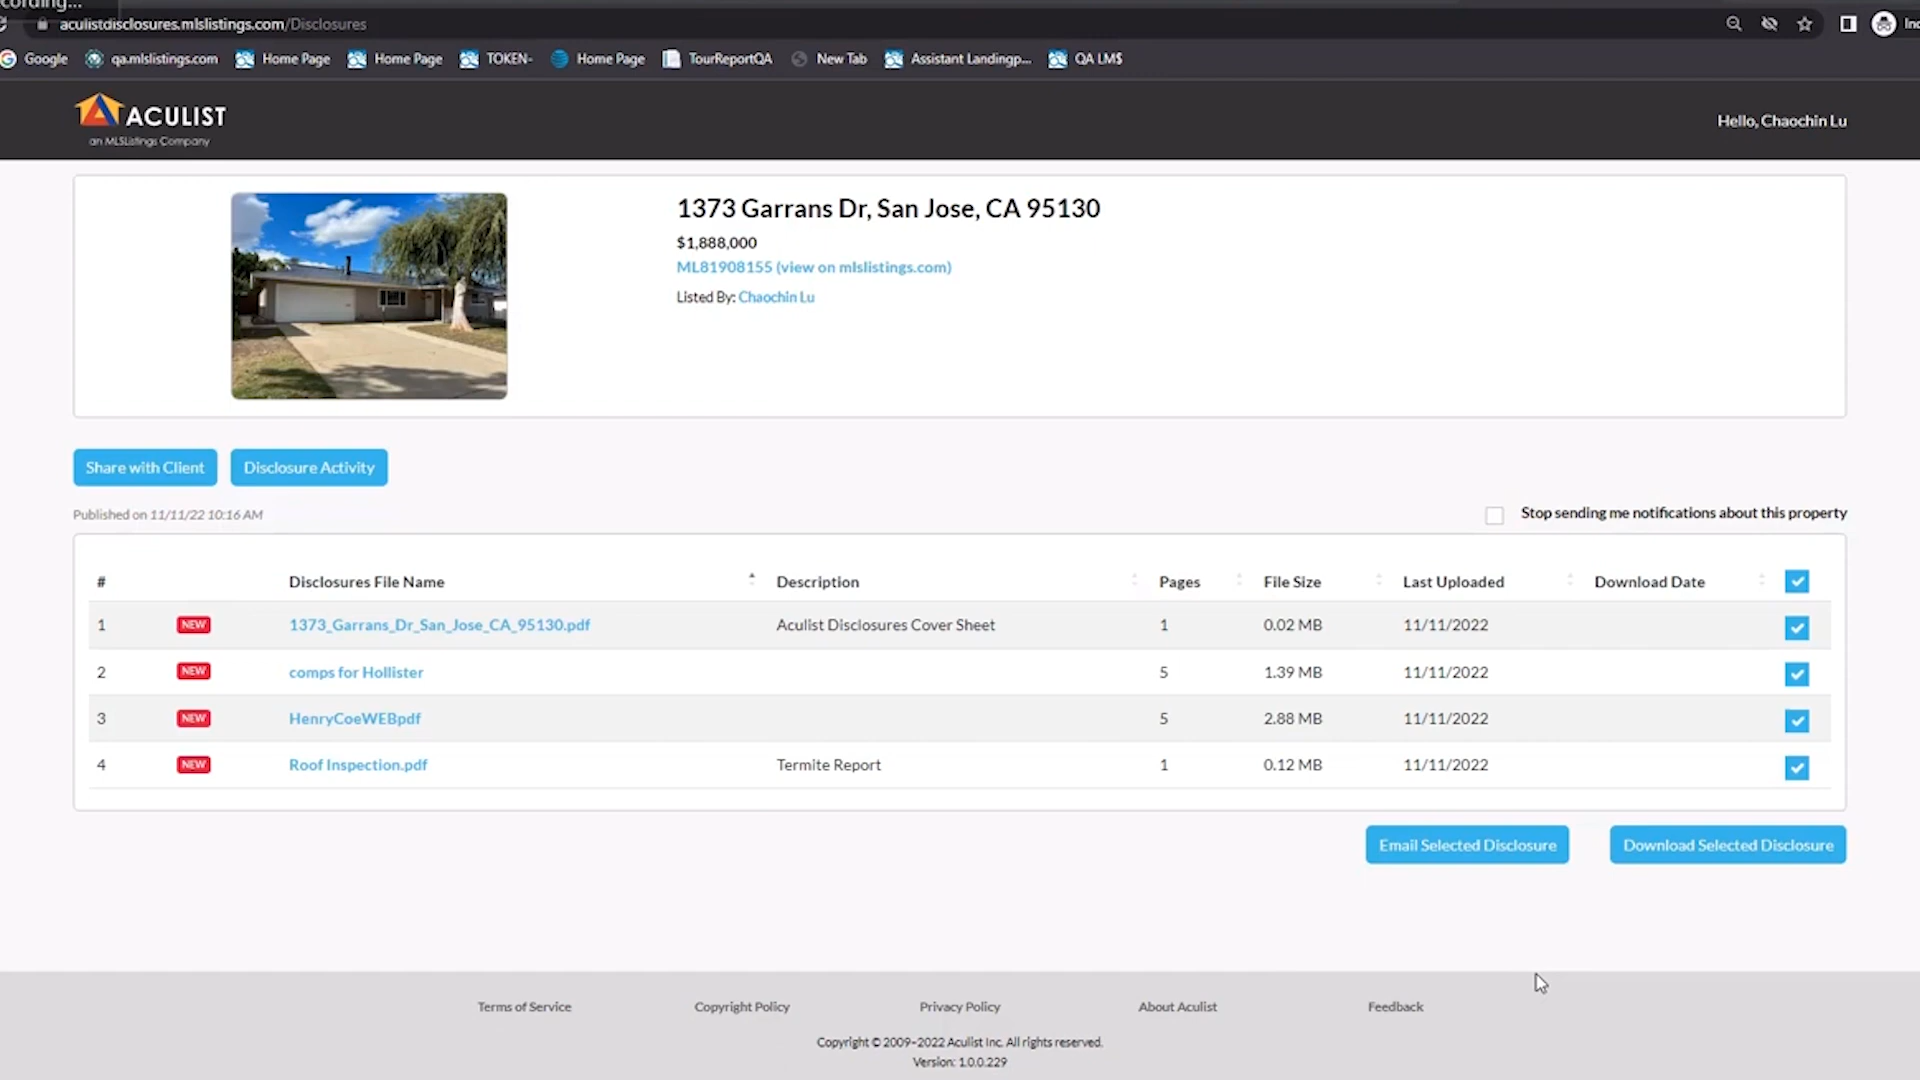 cording...
aculistdisclosures.mlslistings.com/Disclosures
Google qa.mlslistings.com Home Page Home Page TOKEN- Home Page TourReportQA New Tab Assistant Landingp... QA LM$
ACULIST
an MLSListings Company
Hello, Chaochin Lu
1373 Garrans Dr, San Jose, CA 95130
$1,888,000
ML81908155 (view on mlslistings.com)
Listed By: Chaochin Lu
Share with Client Disclosure Activity
Published on 11/11/22 10:16 AM
Stop sending me notifications about this property
# Disclosures File Name Description Pages File Size Last Uploaded Download Date
1 NEW 1373_Garrans_Dr_San_Jose_CA_95130.pdf Aculist Disclosures Cover Sheet 1 0.02 MB 11/11/2022
2 NEW comps for Hollister 5 1.39 MB 11/11/2022
3 NEW HenryCoeWEBpdf 5 2.88 MB 11/11/2022
4 NEW Roof Inspection.pdf Termite Report 1 0.12 MB 11/11/2022
Email Selected Disclosure Download Selected Disclosure
Terms of Service Copyright Policy Privacy Policy About Aculist Feedback
Copyright © 2009-2022 Aculist Inc. All rights reserved.
Version: 1.0.0.229